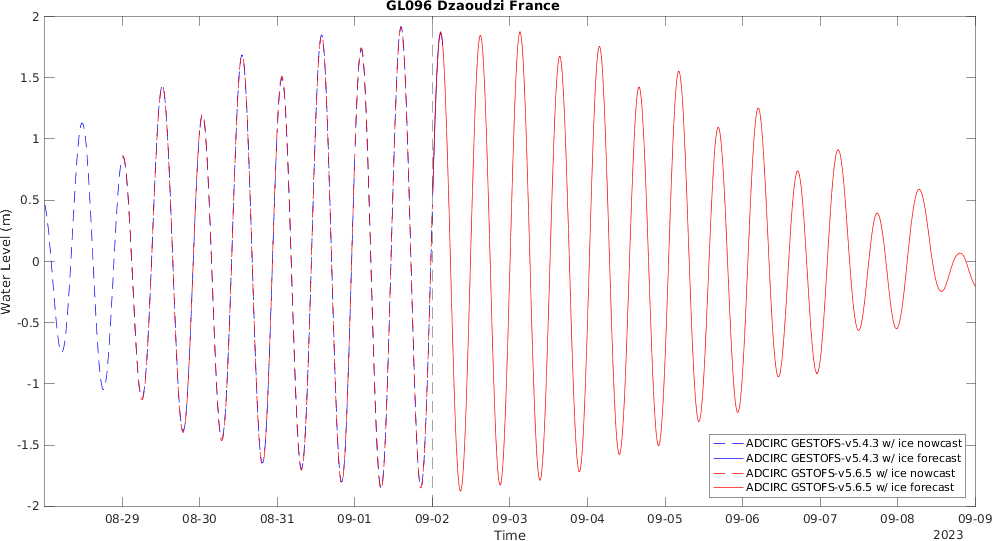 GL096 Dzaoudzi France
2
1.5
1
0.5
0
-0.5
-1
-1.5
-2
Water Level (m)
ADCIRC GESTOFS-v5.4.3 w/ ice nowcast
ADCIRC GESTOFS-v5.4.3 w/ ice forecast
ADCIRC GSTOFS-v5.6.5 w/ ice nowcast
ADCIRC GSTOFS-v5.6.5 w/ ice forecast
08-29 08-30 08-31 09-01 09-02 09-03 09-04 09-05 09-06 09-07 09-08 09-09
Time
2023